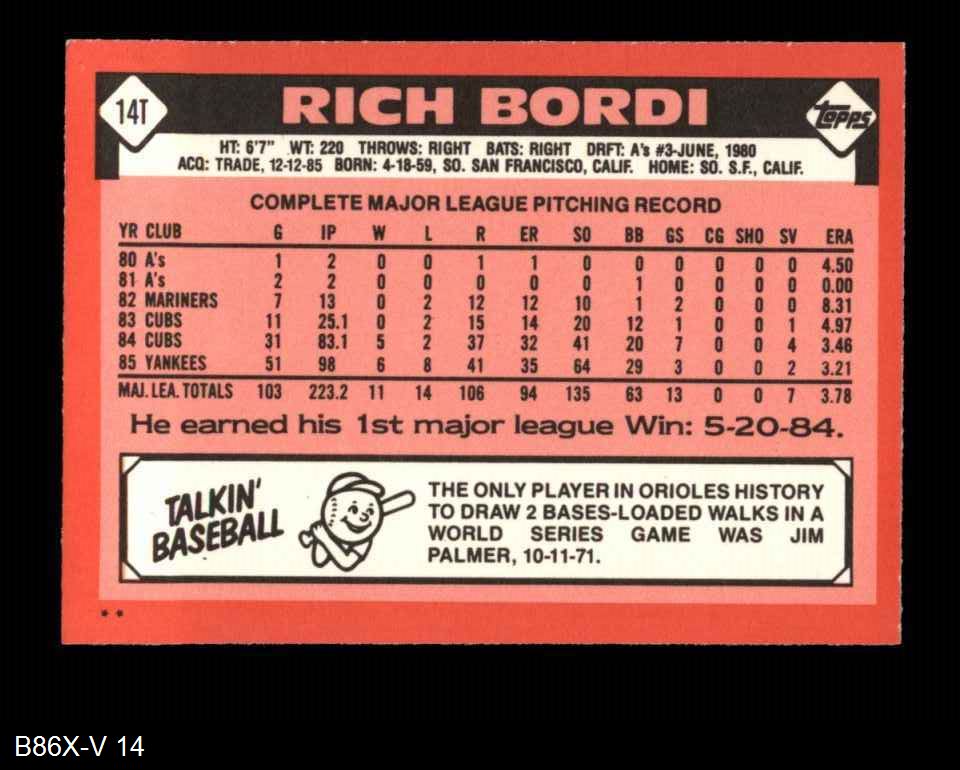 14T
RICH BORDI
TOPPS
HT: 6'7" WT: 220 THROWS: RIGHT BATS: RIGHT DRFT: A's #3-JUNE, 1980
ACQ: TRADE, 12-12-85 BORN: 4-18-59, SO. SAN FRANCISCO, CALIF. HOME: SO. S.F., CALIF.
COMPLETE MAJOR LEAGUE PITCHING RECORD
YR CLUB G IP W L R ER SO BB GS CG SHO SV ERA
80 A's 1 2 0 0 1 1 0 0 0 0 0 0 4.50
81 A's 2 2 0 0 0 0 0 1 0 0 0 0 0.00
82 MARINERS 7 13 0 2 12 12 10 1 2 0 0 0 8.31
83 CUBS 11 25.1 0 2 15 14 20 12 1 0 0 1 4.97
84 CUBS 31 83.1 5 2 37 32 41 20 7 0 0 4 3.46
85 YANKEES 51 98 6 8 41 35 64 29 3 0 0 2 3.21
MAJ. LEA. TOTALS 103 223.2 11 14 106 94 135 63 13 0 0 7 3.78
He earned his 1st major league Win: 5-20-84.
TALKIN'
BASEBALL
THE ONLY PLAYER IN ORIOLES HISTORY
TO DRAW 2 BASES-LOADED WALKS IN A
WORLD SERIES GAME WAS JIM
PALMER, 10-11-71.
* *
B86X-V 14